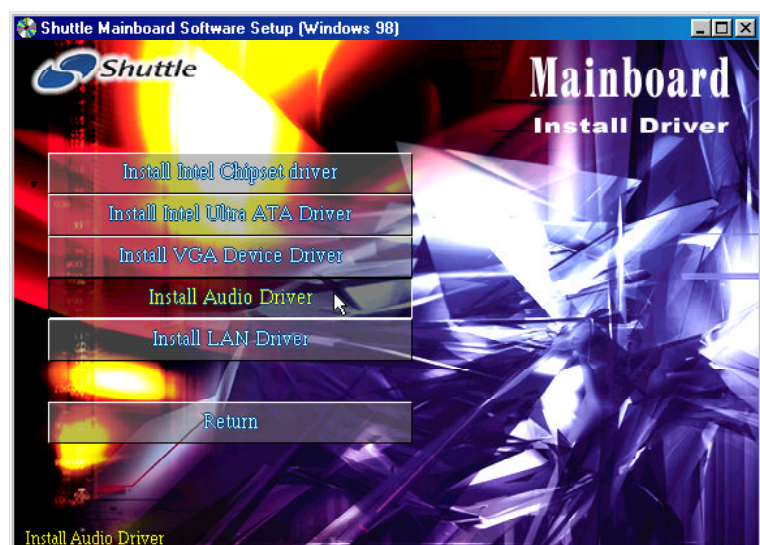 Shuttle Mainboard Software Setup (Windows 98)
Shuttle
Mainboard
Install Driver
Install Intel Chipset driver
Install Intel Ultra ATA Driver
Install VGA Device Driver
Install Audio Driver
Install LAN Driver
Return
Install Audio Driver